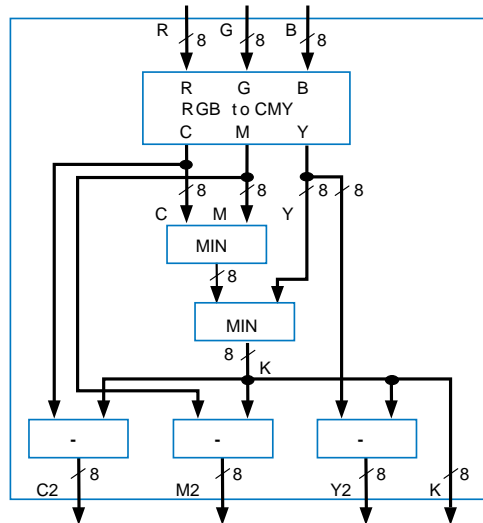 R G B
8 8 8
R G B
RGB to CMY
C M Y
8 8 8 8
C M Y
MIN
8
MIN
8
K
- - -
8 8 8 8
C2 M2 Y2 K